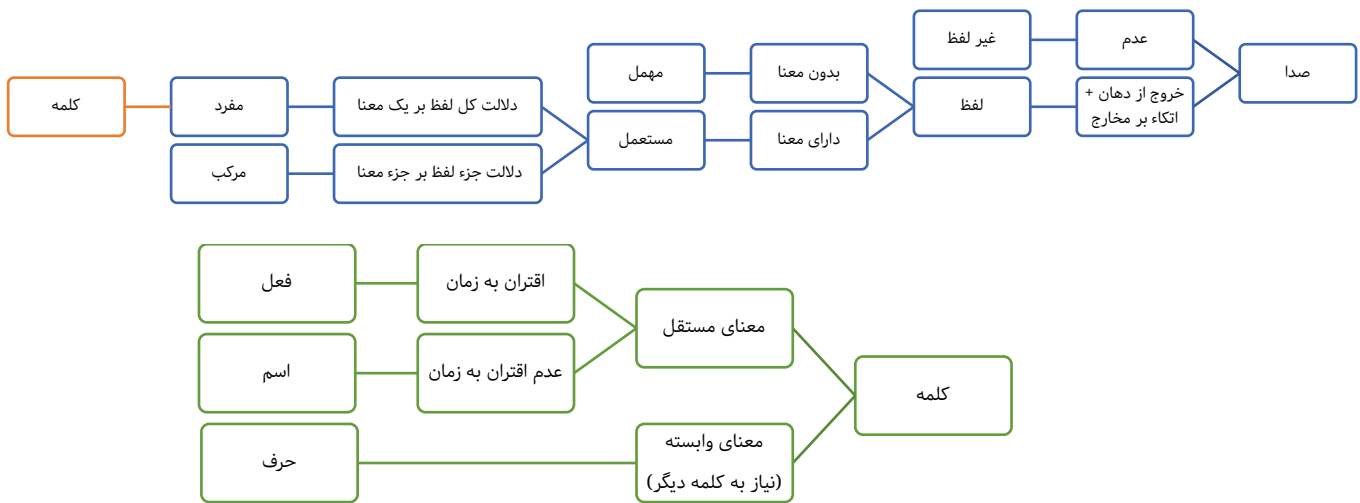 صدا
عدم
غیر لفظ
خروج از دهان +
اتکاء بر مخارج
لفظ
بدون معنا
مهمل
دارای معنا
مستعمل
دلالت کل لفظ بر یک معنا
مفرد
کلمه
دلالت جزء لفظ بر جزء معنا
مرکب
کلمه
معنای مستقل
اقتران به زمان
فعل
عدم اقتران به زمان
اسم
معنای وابسته
(نیاز به کلمه دیگر)
حرف